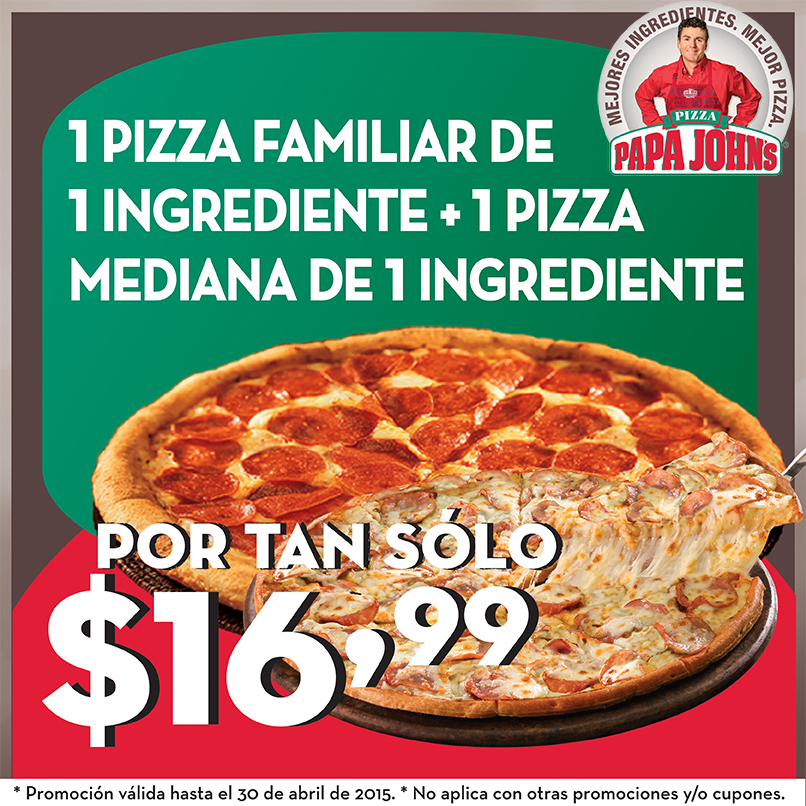 MEJORES INGREDIENTES. MEJOR PIZZA.
PIZZA
PAPA JOHN'S®
1 PIZZA FAMILIAR DE
1 INGREDIENTE + 1 PIZZA
MEDIANA DE 1 INGREDIENTE
POR TAN SÓLO
$16,99
* Promoción válida hasta el 30 de abril de 2015. * No aplica con otras promociones y/o cupones.